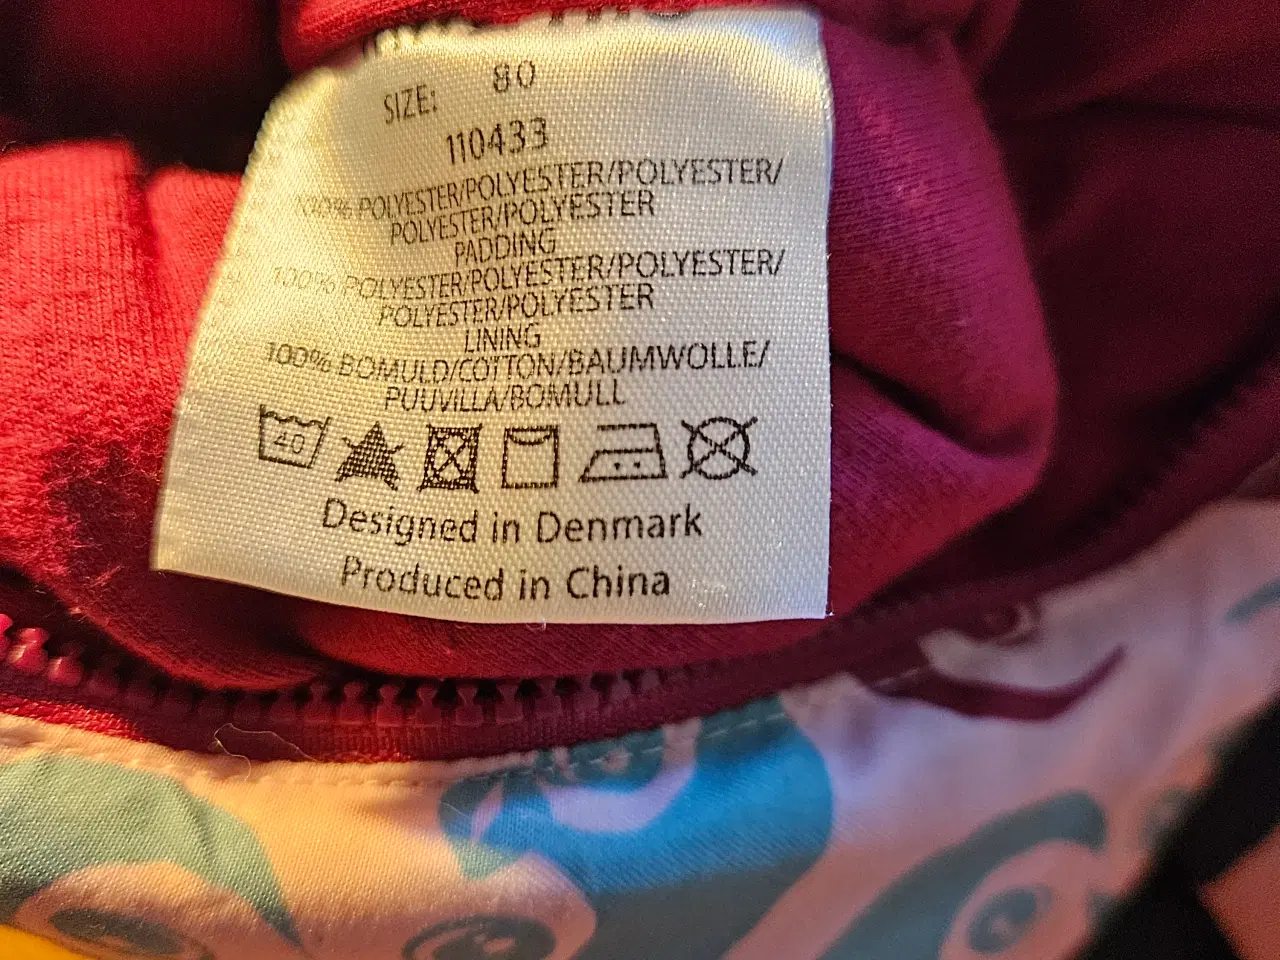 SIZE: 80
110433
100% POLYESTER/POLYESTER/POLYESTER/
POLYESTER/POLYESTER
PADDING
100% POLYESTER/POLYESTER/POLYESTER/
POLYESTER/POLYESTER
LINING
100% BOMULD/COTTON/BAUMWOLLE/
PUUVILLA/BOMULL
40
Designed in Denmark
Produced in China